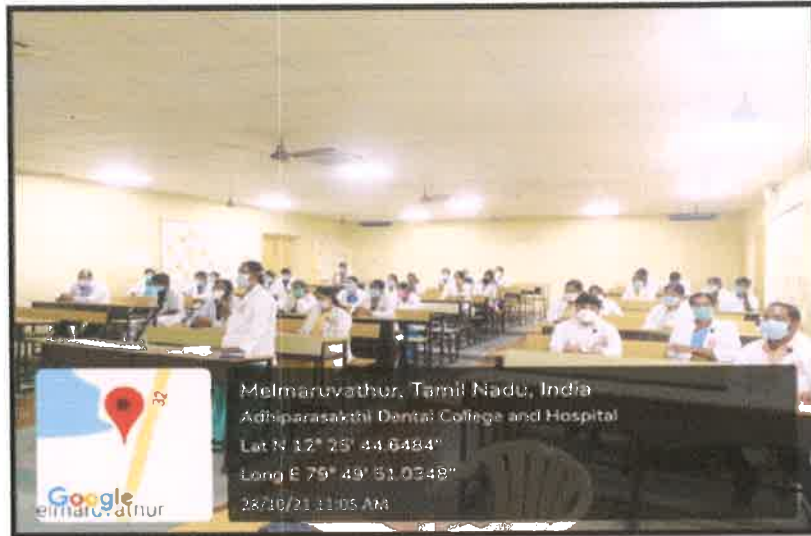 32
Google
elmaruvathur
Melmaruvathur, Tamil Nadu, India
Adhiparasakthi Dental College and Hospital
Lat N 12° 25' 44.6484"
Long E 79° 49' 51.0348"
28/10/21 11:05 AM